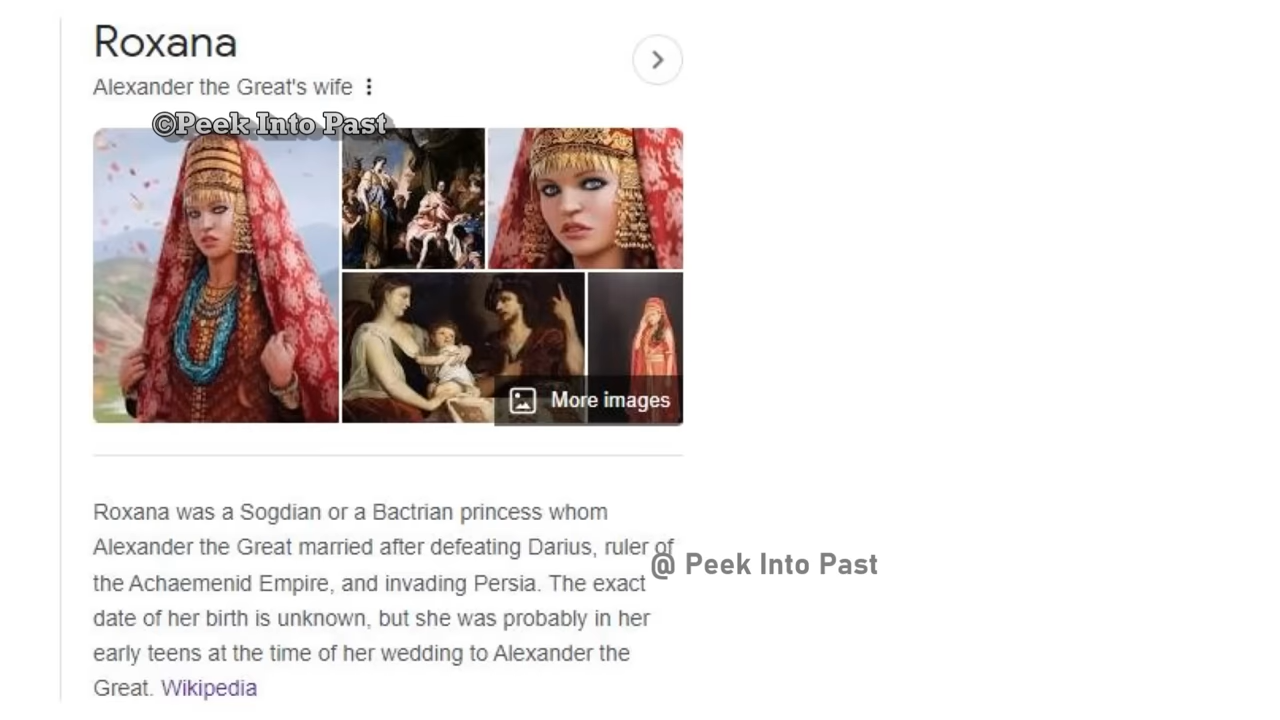 Roxana
Alexander the Great's wife
©Peek Into Past
More images
Roxana was a Sogdian or a Bactrian princess whom
Alexander the Great married after defeating Darius, ruler of
@ Peek Into Past
the Achaemenid Empire, and invading Persia. The exact
date of her birth is unknown, but she was probably in her
early teens at the time of her wedding to Alexander the
Great. Wikipedia